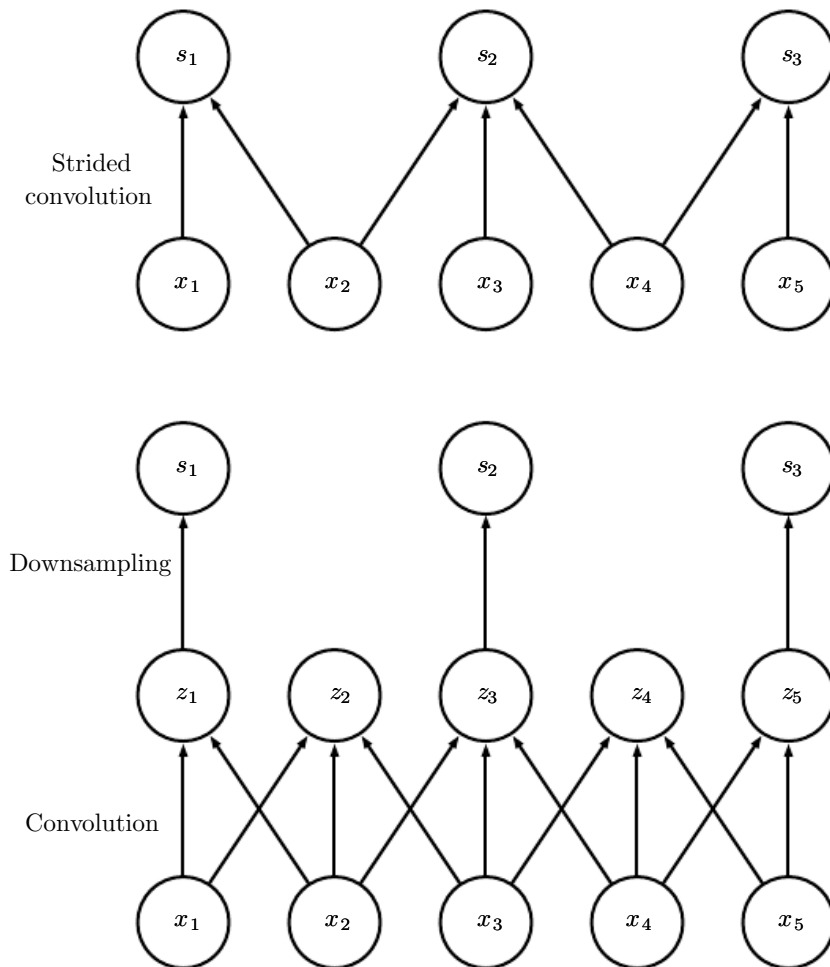 s₁ s₂ s₃
Strided
convolution
x₁ x₂ x₃ x₄ x₅
s₁ s₂ s₃
Downsampling
z₁ z₂ z₃ z₄ z₅
Convolution
x₁ x₂ x₃ x₄ x₅